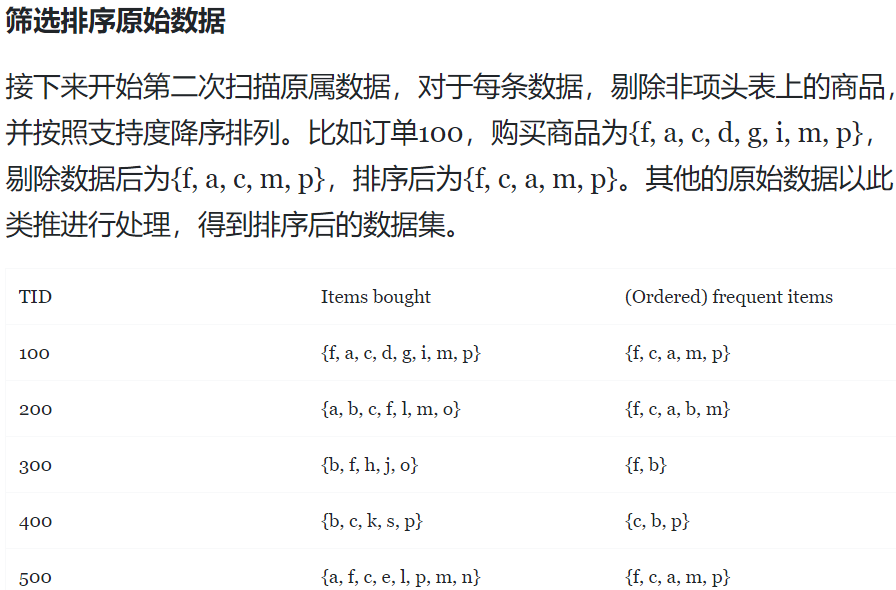 筛选排序原始数据
接下来开始第二次扫描原属数据，对于每条数据，剔除非项头表上的商品，
并按照支持度降序排列。比如订单100，购买商品为{f, a, c, d, g, i, m, p}，
剔除数据后为{f, a, c, m, p}，排序后为{f, c, a, m, p}。其他的原始数据以此
类推进行处理，得到排序后的数据集。
TID Items bought (Ordered) frequent items
100 {f, a, c, d, g, i, m, p} {f, c, a, m, p}
200 {a, b, c, f, l, m, o} {f, c, a, b, m}
300 {b, f, h, j, o} {f, b}
400 {b, c, k, s, p} {c, b, p}
500 {a, f, c, e, l, p, m, n} {f, c, a, m, p}